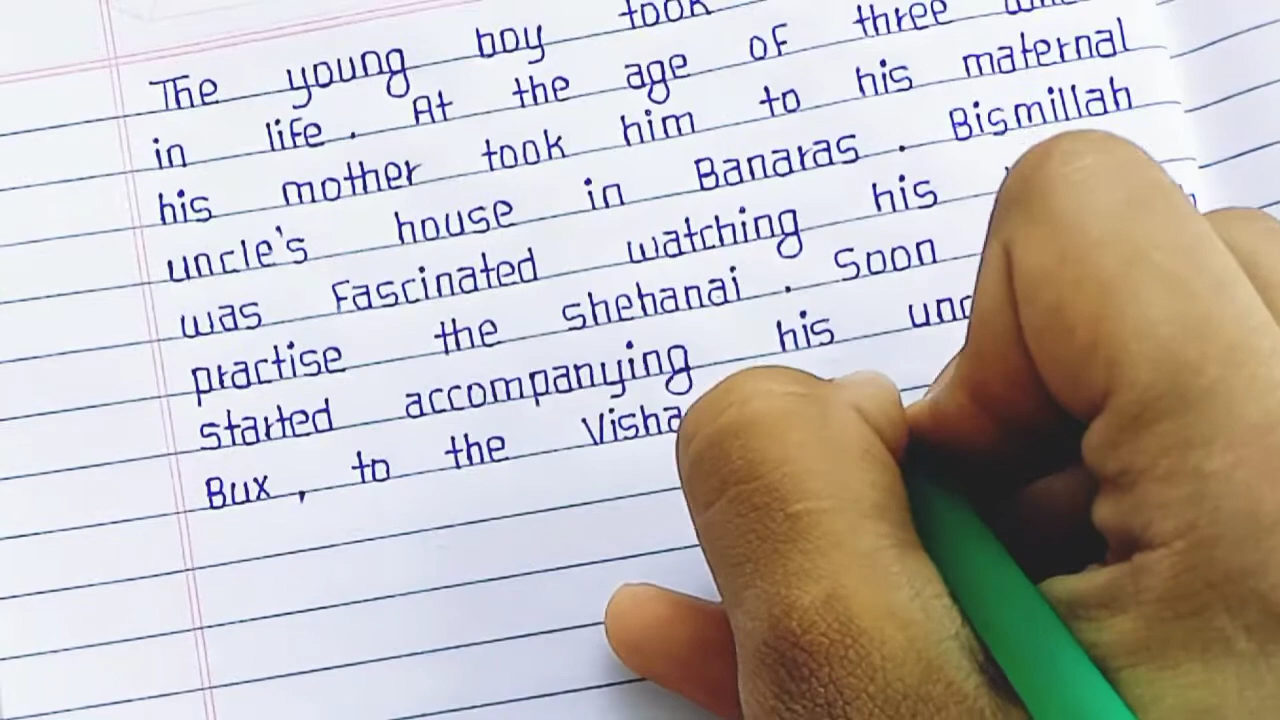 The young boy took
in life. At the age of three
his mother took him to his maternal
uncle's house in Banaras. Bismillah
was Fascinated watching his
practise the shehanai. Soon
started accompanying his
Bux, to the